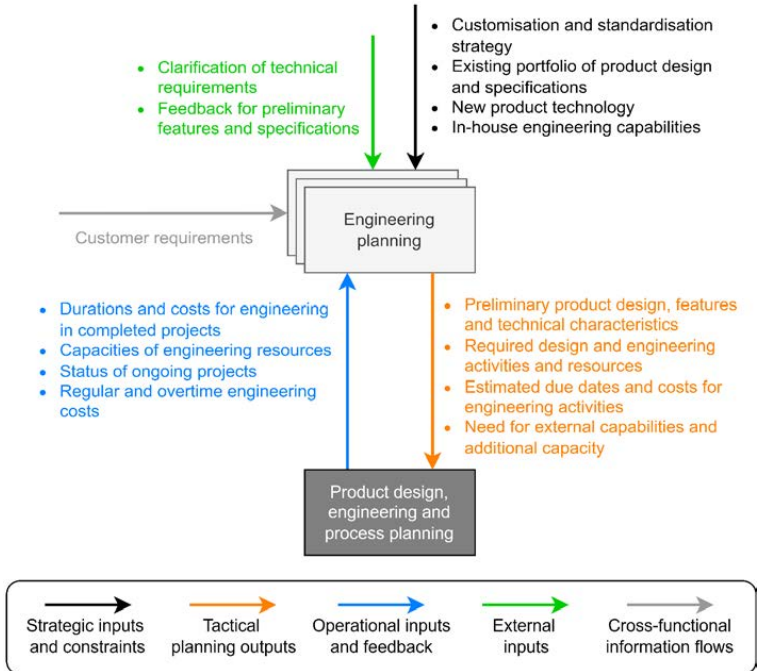 • Customisation and standardisation
strategy
• Existing portfolio of product design
and specifications
• New product technology
• In-house engineering capabilities
• Clarification of technical
requirements
• Feedback for preliminary
features and specifications
Engineering
planning
Customer requirements
• Durations and costs for engineering
in completed projects
• Capacities of engineering resources
• Status of ongoing projects
• Regular and overtime engineering
costs
• Preliminary product design, features
and technical characteristics
• Required design and engineering
activities and resources
• Estimated due dates and costs for
engineering activities
• Need for external capabilities and
additional capacity
Product design,
engineering and
process planning
Strategic inputs
and constraints
Tactical
planning outputs
Operational inputs
and feedback
External
inputs
Cross-functional
information flows